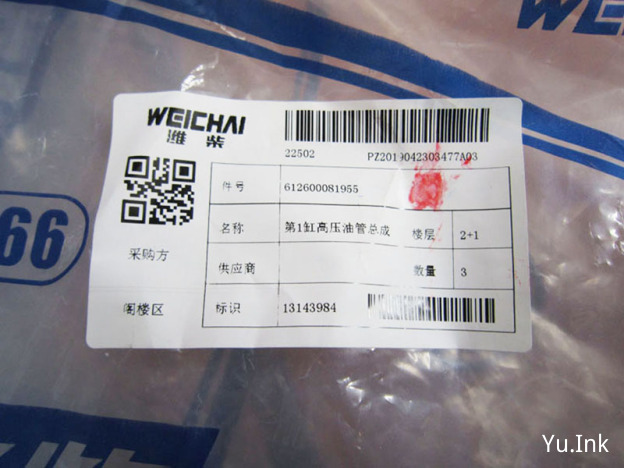 WEICHAI
WEICHAI
潍 柴
22502 PZ2019042303477A03
件号 612600081955
名称 第1缸高压油管总成 楼层 2+1
采购方
供应商 数量 3
阁楼区 标识 13143984
66
Yu.Ink